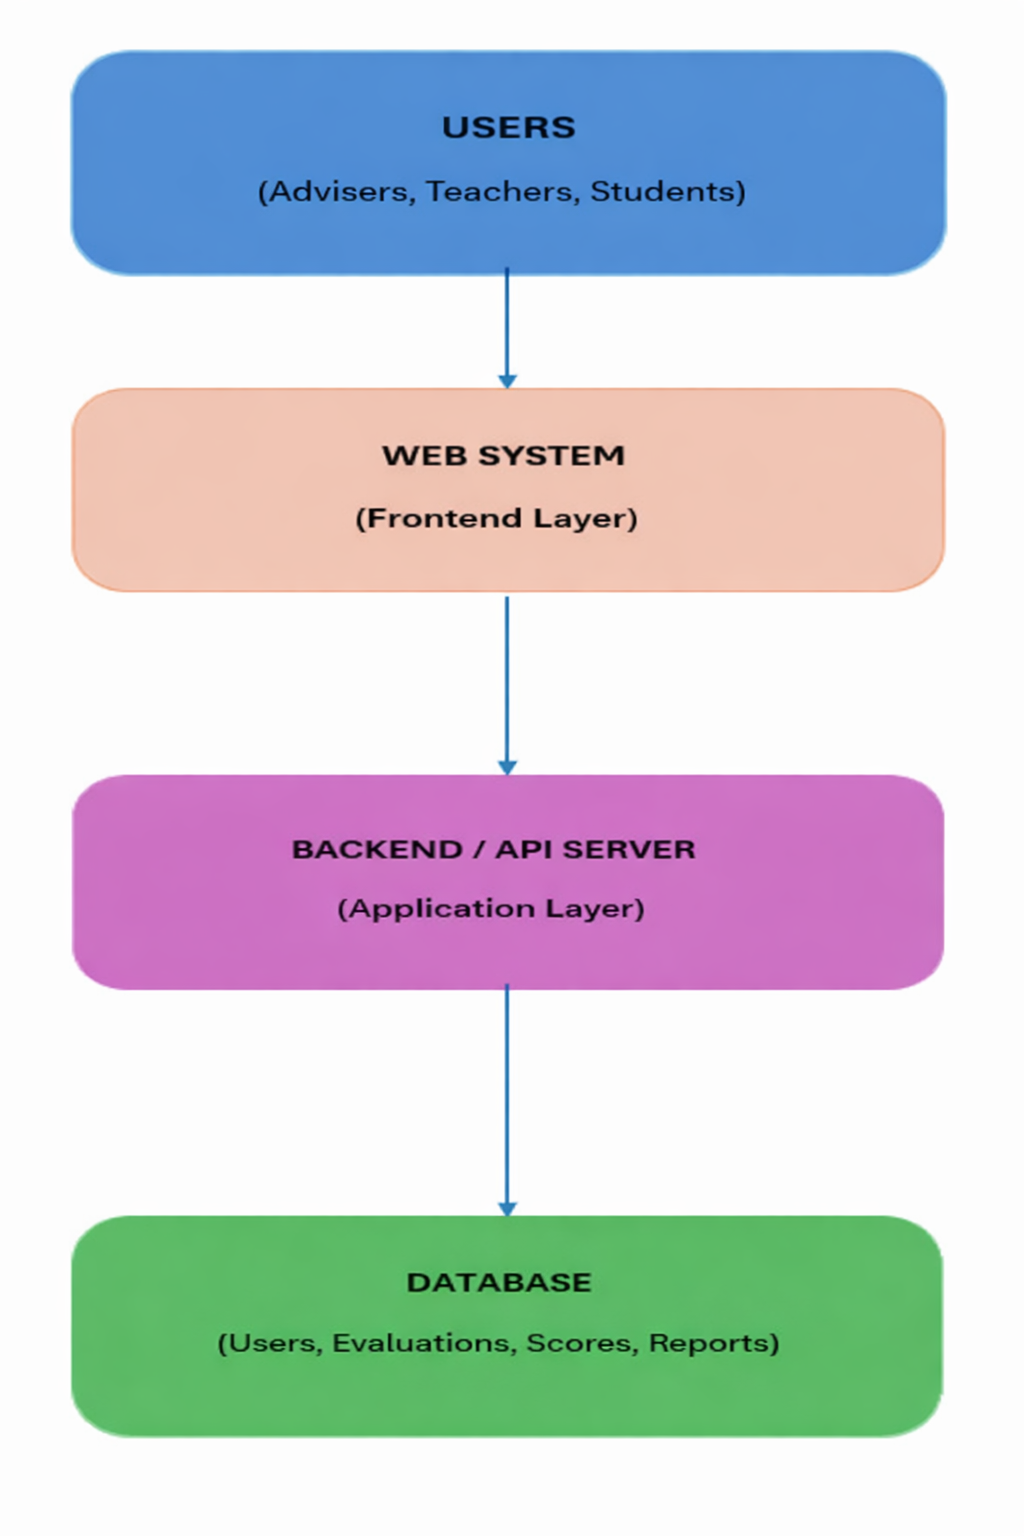 USERS
(Advisers, Teachers, Students)
WEB SYSTEM
(Frontend Layer)
BACKEND / API SERVER
(Application Layer)
DATABASE
(Users, Evaluations, Scores, Reports)